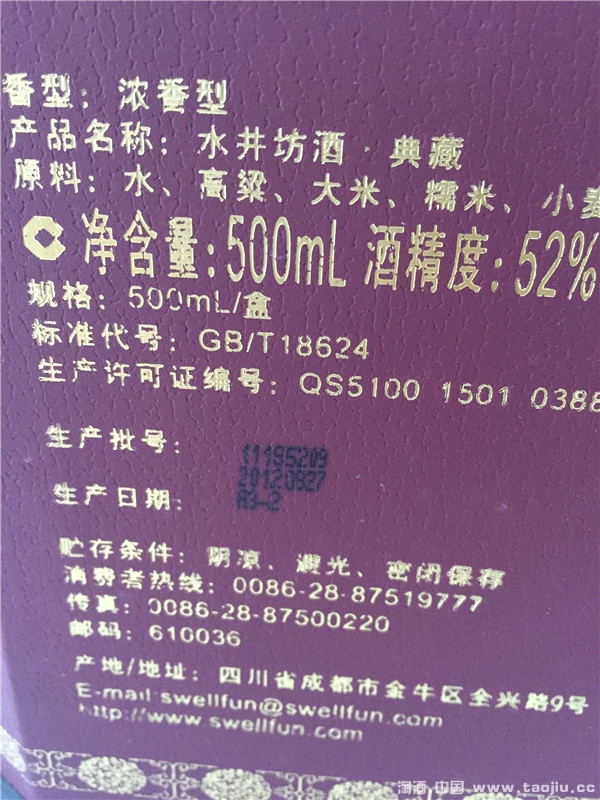 香型：浓香型
产品名称：水井坊酒·典藏
原料：水、高粱、大米、糯米、小麦
净含量：500mL 酒精度：52%
规格：500mL/盒
标准代号：GB/T18624
生产许可证编号：QS5100 1501 0388
生产批号：
11195209
20120927
生产日期：
A3-2
贮存条件：阴凉、避光、密闭保存
消费者热线：0086-28-87519777
传真：0086-28-87500220
邮码：610036
产地/地址：四川省成都市金牛区全兴路9号
E-mail:swellfun@swellfun.com
http://www.swellfun.com
淘酒.中国 www.taojiu.cc